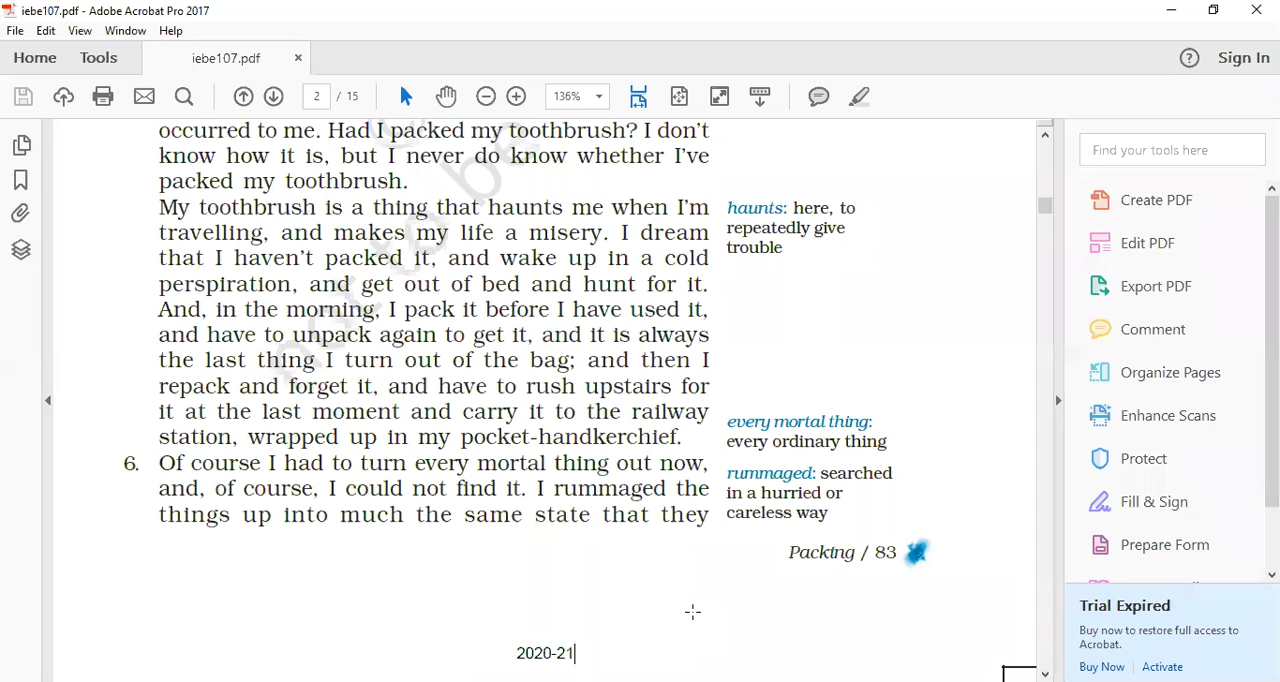 iebe107.pdf - Adobe Acrobat Pro 2017
File Edit View Window Help
Home Tools iebe107.pdf × Sign In
2 / 15 136%
occurred to me. Had I packed my toothbrush? I don't
know how it is, but I never do know whether I've
packed my toothbrush.
My toothbrush is a thing that haunts me when I'm
travelling, and makes my life a misery. I dream
that I haven't packed it, and wake up in a cold
perspiration, and get out of bed and hunt for it.
And, in the morning, I pack it before I have used it,
and have to unpack again to get it, and it is always
the last thing I turn out of the bag; and then I
repack and forget it, and have to rush upstairs for
it at the last moment and carry it to the railway
station, wrapped up in my pocket-handkerchief.
6. Of course I had to turn every mortal thing out now,
and, of course, I could not find it. I rummaged the
things up into much the same state that they
haunts: here, to
repeatedly give
trouble
every mortal thing:
every ordinary thing
rummaged: searched
in a hurried or
careless way
Packing / 83
2020-21
not to be
Find your tools here
Create PDF
Edit PDF
Export PDF
Comment
Organize Pages
Enhance Scans
Protect
Fill & Sign
Prepare Form
Trial Expired
Buy now to restore full access to
Acrobat.
Buy Now Activate